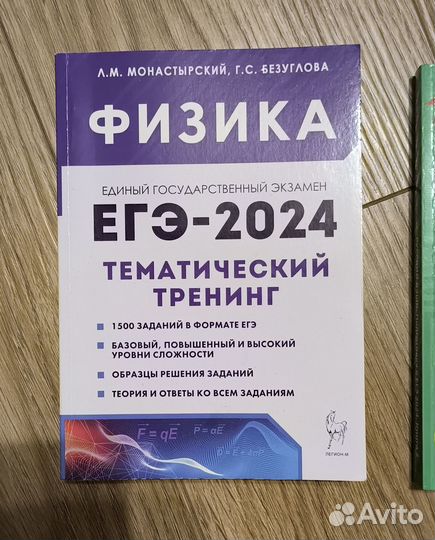 Л.М. МОНАСТЫРСКИЙ, Г.С. БЕЗУГЛОВА
ФИЗИКА
ЕДИНЫЙ ГОСУДАРСТВЕННЫЙ ЭКЗАМЕН
ЕГЭ-2024
ТЕМАТИЧЕСКИЙ
ТРЕНИНГ
1500 ЗАДАНИЙ В ФОРМАТЕ ЕГЭ
БАЗОВЫЙ, ПОВЫШЕННЫЙ И ВЫСОКИЙ
УРОВНИ СЛОЖНОСТИ
ОБРАЗЦЫ РЕШЕНИЯ ЗАДАНИЙ
ТЕОРИЯ И ОТВЕТЫ КО ВСЕМ ЗАДАНИЯМ
F = qE
P = αE
ЛЕГИОН-М
Avito